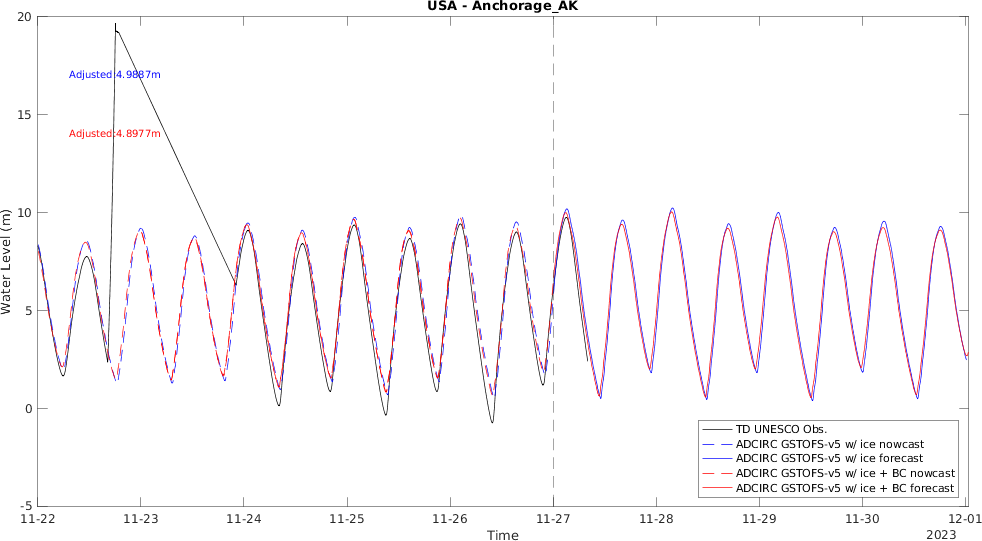 USA - Anchorage_AK
20
15
10
5
0
-5
Water Level (m)
Adjusted:4.9887m
Adjusted:4.8977m
TD UNESCO Obs.
ADCIRC GSTOFS-v5 w/ ice nowcast
ADCIRC GSTOFS-v5 w/ ice forecast
ADCIRC GSTOFS-v5 w/ ice + BC nowcast
ADCIRC GSTOFS-v5 w/ ice + BC forecast
11-22 11-23 11-24 11-25 11-26 11-27 11-28 11-29 11-30 12-01
Time
2023